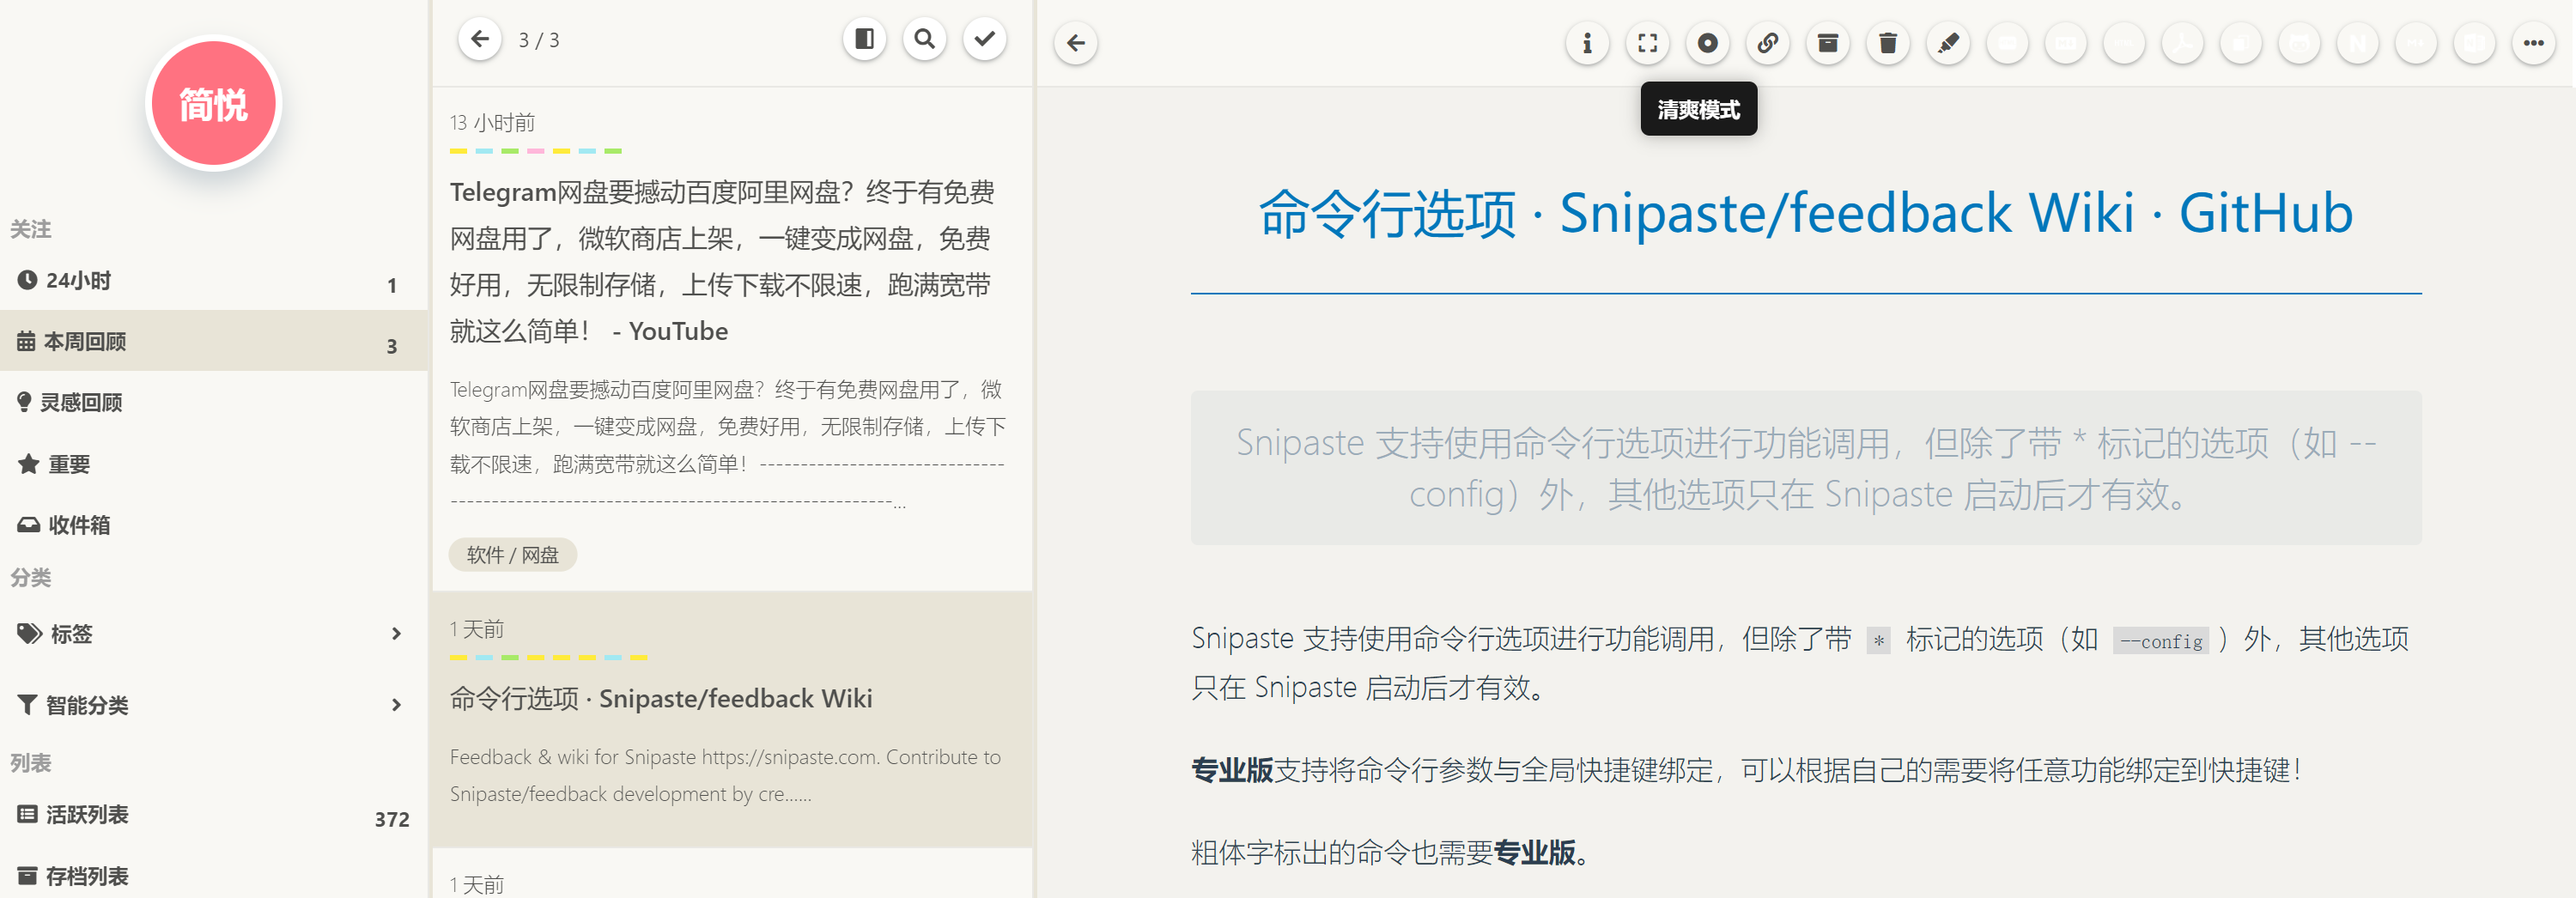 简悦
关注
24小时 1
本周回顾 3
灵感回顾
重要
收件箱
分类
标签
智能分类
列表
活跃列表 372
存档列表
3 / 3
13 小时前
Telegram网盘要撼动百度阿里网盘？终于有免费
网盘用了，微软商店上架，一键变成网盘，免费
好用，无限制存储，上传下载不限速，跑满宽带
就这么简单！ - YouTube
Telegram网盘要撼动百度阿里网盘？终于有免费网盘用了，微
软商店上架，一键变成网盘，免费好用，无限制存储，上传下
载不限速，跑满宽带就这么简单！------------------------------
------------------------------------------------------...
软件 / 网盘
1 天前
命令行选项 · Snipaste/feedback Wiki
Feedback & wiki for Snipaste https://snipaste.com. Contribute to
Snipaste/feedback development by cre......
1 天前
清爽模式
命令行选项 · Snipaste/feedback Wiki · GitHub
Snipaste 支持使用命令行选项进行功能调用，但除了带 * 标记的选项（如 --
config）外，其他选项只在 Snipaste 启动后才有效。
Snipaste 支持使用命令行选项进行功能调用，但除了带 * 标记的选项（如 --config ）外，其他选项
只在 Snipaste 启动后才有效。
专业版支持将命令行参数与全局快捷键绑定，可以根据自己的需要将任意功能绑定到快捷键！
粗体字标出的命令也需要专业版。